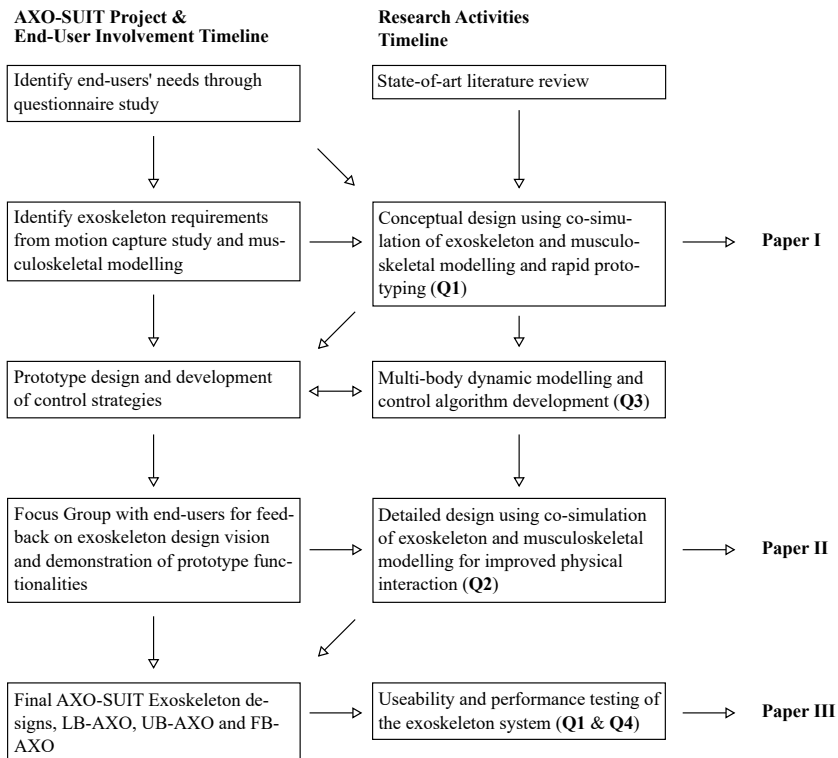 AXO-SUIT Project &
End-User Involvement Timeline
Research Activities
Timeline
Identify end-users' needs through
questionnaire study
State-of-art literature review
Identify exoskeleton requirements
from motion capture study and mus-
culoskeletal modelling
Conceptual design using co-simu-
lation of exoskeleton and musculo-
skeletal modelling and rapid proto-
typing (Q1)
Paper I
Prototype design and development
of control strategies
Multi-body dynamic modelling and
control algorithm development (Q3)
Focus Group with end-users for feed-
back on exoskeleton design vision
and demonstration of prototype func-
tionalities
Detailed design using co-simulation
of exoskeleton and musculoskeletal
modelling for improved physical
interaction (Q2)
Paper II
Final AXO-SUIT Exoskeleton de-
signs, LB-AXO, UB-AXO and FB-
AXO
Useability and performance testing of
the exoskeleton system (Q1 & Q4)
Paper III